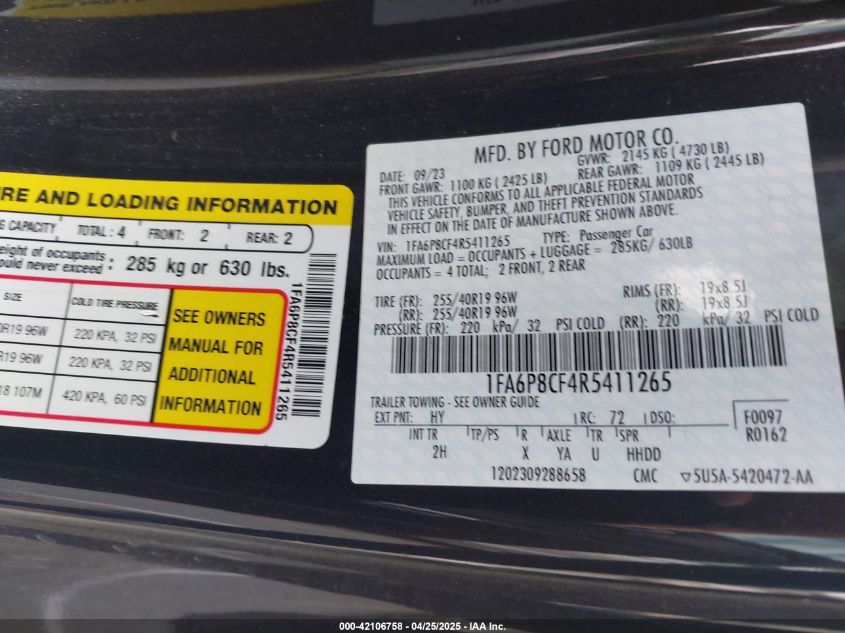 RE AND LOADING INFORMATION
G CAPACITY TOTAL: 4 FRONT: 2 REAR: 2
eight of occupants
ould never exceed : 285 kg or 630 lbs.
SIZE COLD TIRE PRESSURE
0R19 96W 220 KPA, 32 PSI
R19 96W 220 KPA, 32 PSI
18 107M 420 KPA, 60 PSI
SEE OWNERS
MANUAL FOR
ADDITIONAL
INFORMATION
1FA6P8CF4R5411265
MFD. BY FORD MOTOR CO.
DATE: 09/23 GVWR: 2145 KG ( 4730 LB)
FRONT GAWR: 1100 KG ( 2425 LB) REAR GAWR: 1109 KG ( 2445 LB)
THIS VEHICLE CONFORMS TO ALL APPLICABLE FEDERAL MOTOR
VEHICLE SAFETY, BUMPER, AND THEFT PREVENTION STANDARDS
IN EFFECT ON THE DATE OF MANUFACTURE SHOWN ABOVE.
VIN: 1FA6P8CF4R5411265 TYPE: Passenger Car
MAXIMUM LOAD = OCCUPANTS + LUGGAGE = 285KG/ 630LB
OCCUPANTS = 4 TOTAL; 2 FRONT, 2 REAR
TIRE (FR): 255/40R19 96W RIMS (FR): 19x8.5J
(RR): 255/40R19 96W (RR): 19x8.5J
PRESSURE (FR): 220 kPa/ 32 PSI COLD (RR): 220 kPa/ 32 PSI COLD
1FA6P8CF4R5411265
TRAILER TOWING - SEE OWNER GUIDE
EXT PNT: HY RC: 72 DSO: F0097
INT TR TP/PS R AXLE TR SPR R0162
2H X YA U HHDD
1202309288658 CMC ▽5U5A-5420472-AA
000-42106758 - 04/25/2025 - IAA Inc.